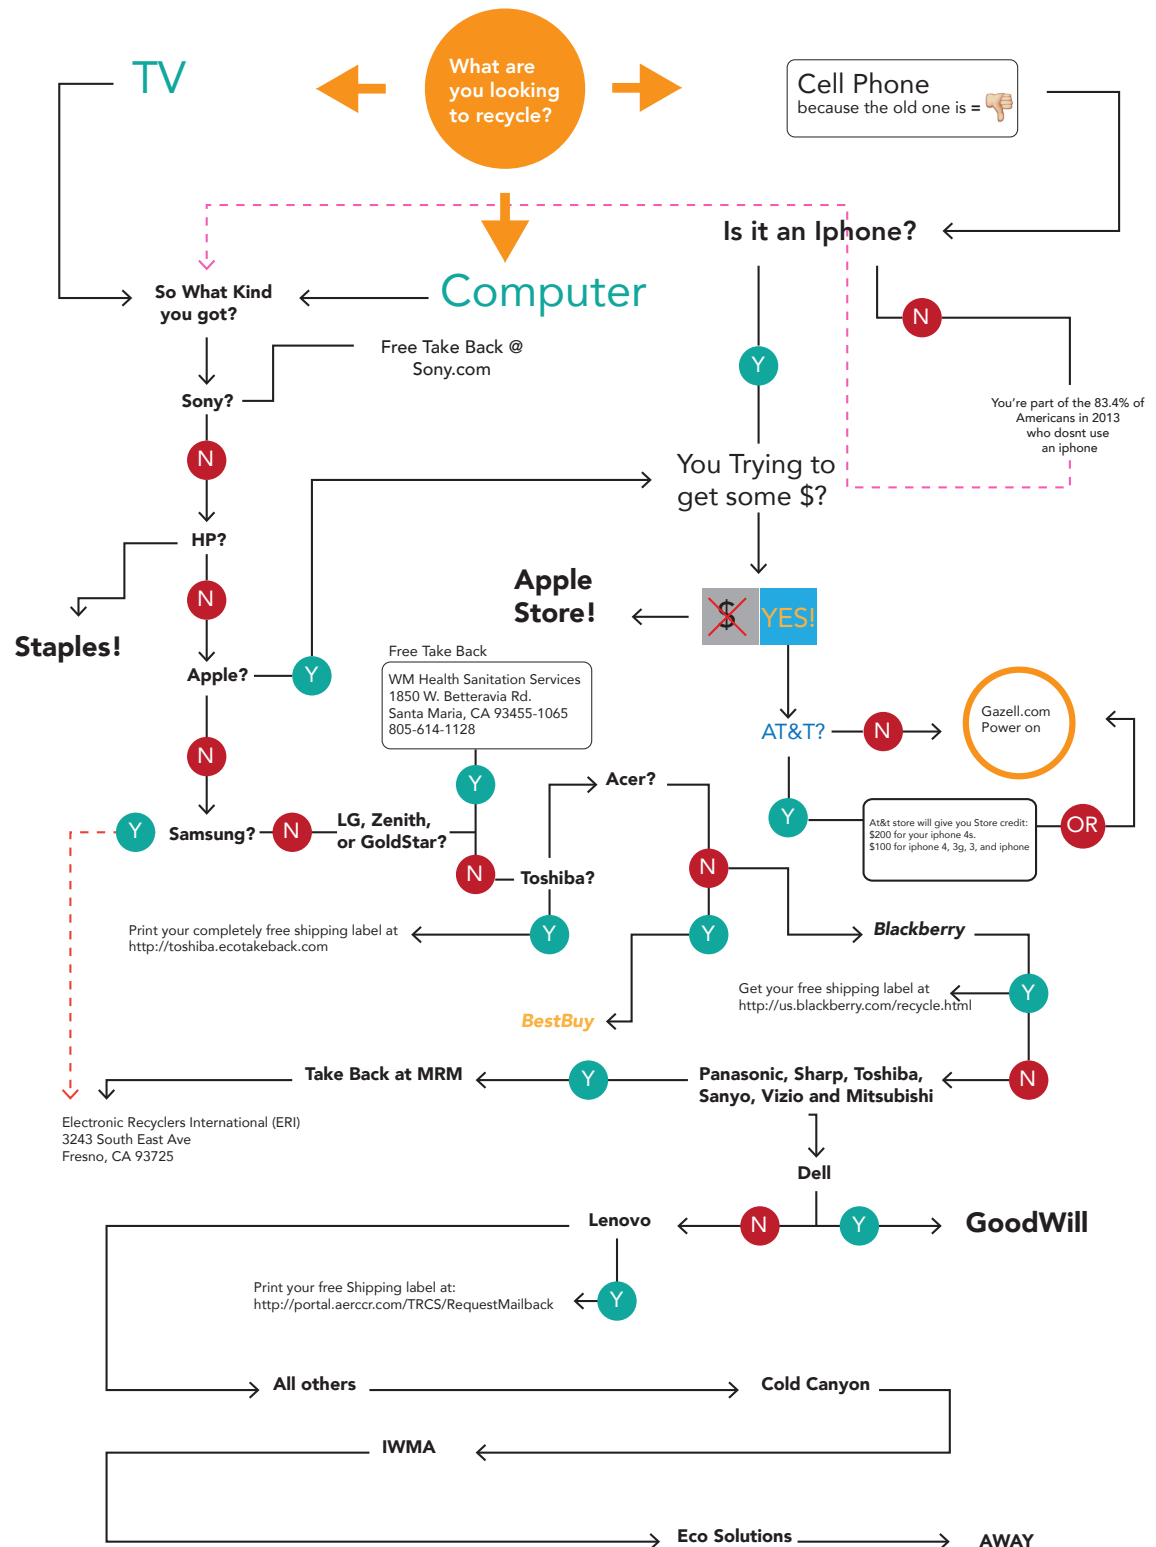 What are
you looking
to recycle?
TV
Cell Phone
because the old one is =
Is it an Iphone?
Computer
So What Kind
you got?
N
Free Take Back @
Sony.com
Y
Sony?
You're part of the 83.4% of
Americans in 2013
who dosnt use
an iphone
N
You Trying to
get some $?
HP?
N
Apple
Store!
$
YES!
Staples!
Apple?
Y
Free Take Back
WM Health Sanitation Services
1850 W. Betteravia Rd.
Santa Maria, CA 93455-1065
805-614-1128
Gazell.com
Power on
AT&T?
N
N
Y
Acer?
Y
At&t store will give you Store credit:
$200 for your iphone 4s.
$100 for iphone 4, 3g, 3, and iphone
OR
Y
Samsung?
N
LG, Zenith,
or GoldStar?
N
Toshiba?
N
Print your completely free shipping label at
http://toshiba.ecotakeback.com
Y
Y
Blackberry
Get your free shipping label at
http://us.blackberry.com/recycle.html
Y
BestBuy
Take Back at MRM
Y
Panasonic, Sharp, Toshiba,
Sanyo, Vizio and Mitsubishi
N
Electronic Recyclers International (ERI)
3243 South East Ave
Fresno, CA 93725
Dell
Lenovo
N
Y
GoodWill
Print your free Shipping label at:
http://portal.aerccr.com/TRCS/RequestMailback
Y
All others
Cold Canyon
IWMA
Eco Solutions
AWAY